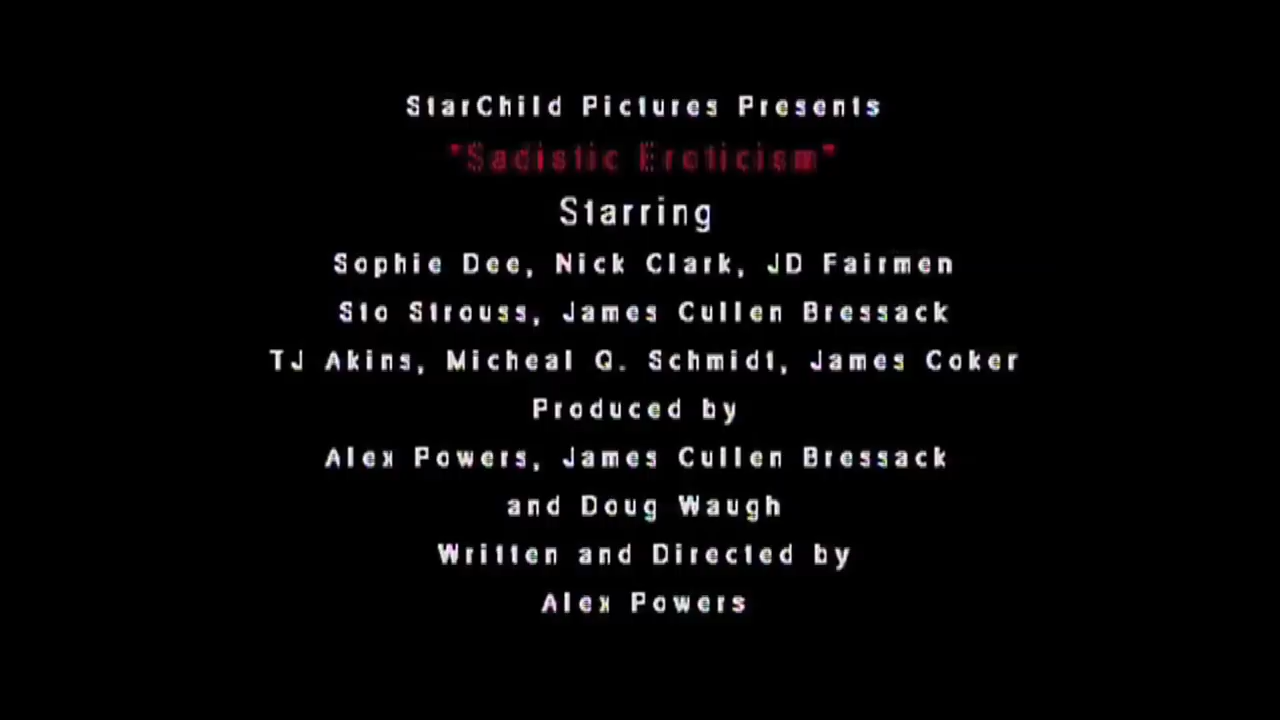 StarChild Pictures Presents
"Sadistic Eroticism"
Starring
Sophie Dee, Nick Clark, JD Fairmen
Sto Strouss, James Cullen Bressack
TJ Akins, Micheal Q. Schmidt, James Coker
Produced by
Alex Powers, James Cullen Bressack
and Doug Waugh
Written and Directed by
Alex Powers